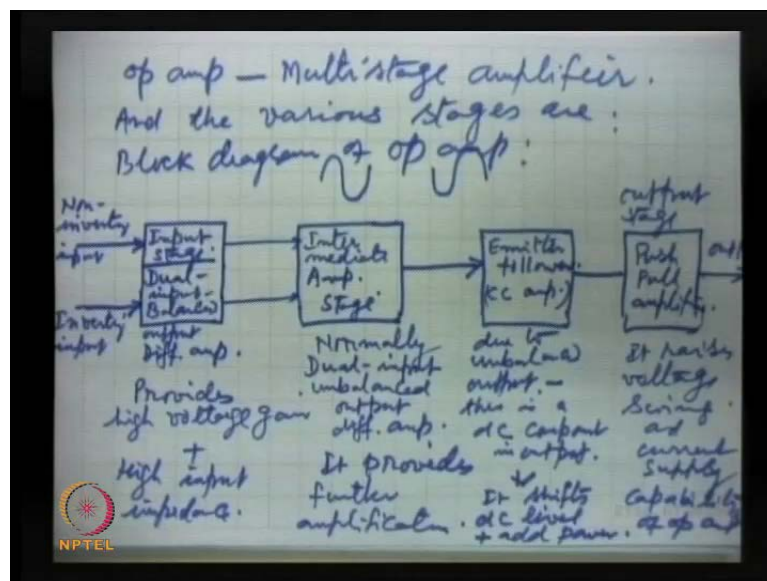 op amp — Multistage amplifier.
And the various stages are:
Block diagram of op amp:
Non-
inverting
input
Inverting
input
Input
stage
Dual-
input-
Balanced
output
Diff. amp.
Provides
high voltage gain
+
High input
impedance.
Inter
mediate
Amp.
Stage
Normally
Dual-input
unbalanced
output
diff. amp.
It provides
further
amplification.
Emitter
follower.
(CC amp.)
due to
unbalanced
output. —
this is a
dc component
in output.
It shifts
dc level
+ add power.
output
stage
Push
Pull
amplifr.
out
It raises
voltage
swing
ad
current
supply
capability
of op amp
NPTEL